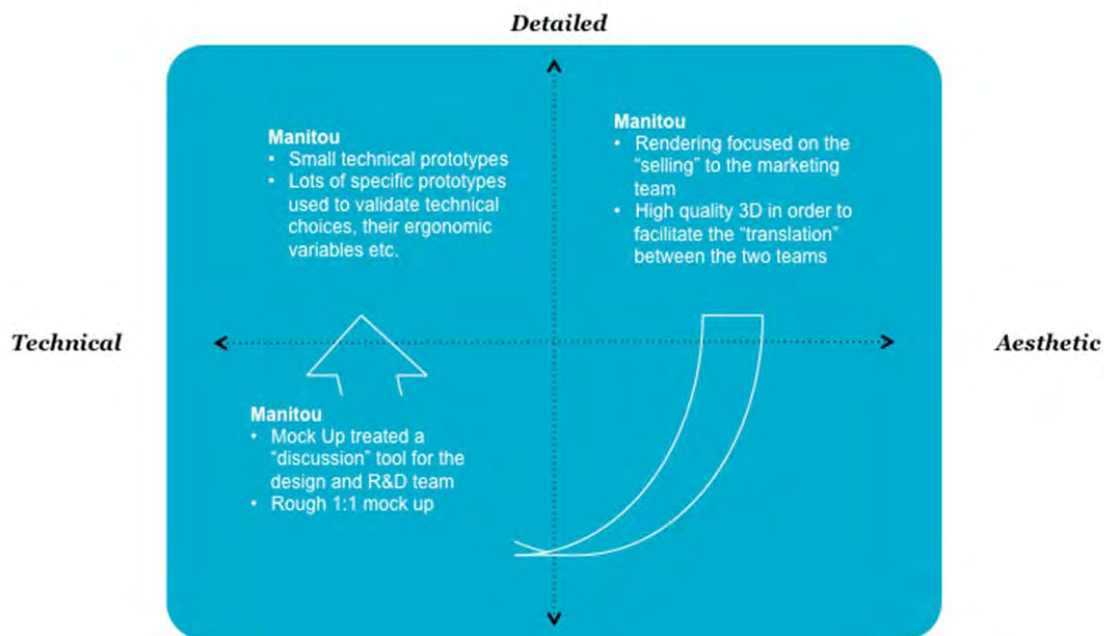 Detailed
Manitou
• Small technical prototypes
• Lots of specific prototypes
used to validate technical
choices, their ergonomic
variables etc.
Manitou
• Rendering focused on the
“selling” to the marketing
team
• High quality 3D in order to
facilitate the “translation”
between the two teams
Technical
Aesthetic
Manitou
• Mock Up treated a
“discussion” tool for the
design and R&D team
• Rough 1:1 mock up